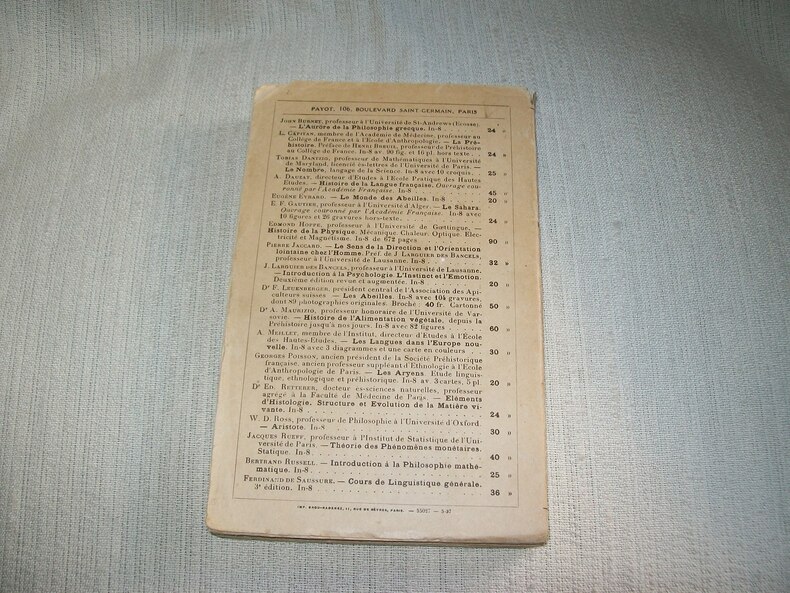 PAYOT, 106, BOULEVARD SAINT-GERMAIN, PARIS
JOHN BURNET, professeur à l'Université de St-Andrews (Ecosse).
— L'Aurore de la Philosophie grecque. In-8 . 24 »
L. CAPITAN, membre de l'Académie de Médecine, professeur au
Collège de France et à l'Ecole d'Anthropologie. — La Pré-
histoire. Préface de HENRI BREUIL, professeur de Préhistoire
au Collège de France. In-8 av. 90 fig. et 16 pl. hors texte . . . 24 »
TOBIAS DANTZIG, professeur de Mathématiques à l'Université
de Maryland, licencié ès-lettres de l'Université de Paris. —
Le Nombre, langage de la Science. In-8 avec 10 croquis. . 25 »
A. DAUZAT, directeur d'Etudes à l'Ecole Pratique des Hautes
Etudes. — Histoire de la Langue française. Ouvrage cou-
ronné par l'Académie Française. In-8 . 45 »
EUGÈNE EVRARD. — Le Monde des Abeilles. In-8 . 20 »
E. F. GAUTIER, professeur à l'Université d'Alger. — Le Sahara.
Ouvrage couronné par l'Académie Française. In-8 avec
10 figures et 26 gravures hors-texte. . 24 »
EDMOND HOPPE, professeur à l'Université de Gœttingue. —
Histoire de la Physique. Mécanique. Chaleur. Optique. Elec-
tricité et Magnétisme. In-8 de 672 pages . 90 »
PIERRE JACCARD. — Le Sens de la Direction et l'Orientation
lointaine chez l'Homme. Préf. de J. LARGUIER DES BANCELS,
professeur à l'Université de Lausanne. In-8 . 32 »
J. LARGUIER DES BANCELS, professeur à l'Université de Lausanne.
— Introduction à la Psychologie. L'Instinct et l'Emotion.
Deuxième édition revue et augmentée. In-8 . 20 »
Dr F. LEUENBERGER, président central de l'Association des Api-
culteurs suisses — Les Abeilles. In-8 avec 104 gravures,
dont 89 photographies originales. Broché : 40 fr. Cartonné 50 »
Dr A. MAURIZIO, professeur honoraire de l'Université de Var-
sovie. — Histoire de l'Alimentation végétale, depuis la
Préhistoire jusqu'à nos jours. In-8 avec 82 figures . 60 »
A. MEILLET, membre de l'Institut, directeur d'Etudes à l'École
des Hautes-Etudes. — Les Langues dans l'Europe nou-
velle. In-8 avec 3 diagrammes et une carte en couleurs . 30 »
GEORGES POISSON, ancien président de la Société Préhistorique
française, ancien professeur suppléant d'Ethnologie à l'Ecole
d'Anthropologie de Paris. — Les Aryens. Etude linguis-
tique, ethnologique et préhistorique. In-8 av. 3 cartes, 5 pl. 20 »
Dr ED. RETTERER, docteur ès-sciences naturelles, professeur
agrégé à la Faculté de Médecine de Paris. — Eléments
d'Histologie. Structure et Evolution de la Matière vi-
vante. In-8 . 24 »
W. D. ROSS, professeur de Philosophie à l'Université d'Oxford.
— Aristote. In-8 . 30 »
JACQUES RUEFF, professeur à l'Institut de Statistique de l'Uni-
versité de Paris. — Théorie des Phénomènes monétaires.
Statique. In-8 . 40 »
BERTRAND RUSSELL. — Introduction à la Philosophie mathé-
matique. In-8 . 25 »
FERDINAND DE SAUSSURE. — Cours de Linguistique générale.
3e édition. In-8 . 36 »
RUE DE SÈVRES, PARIS. —